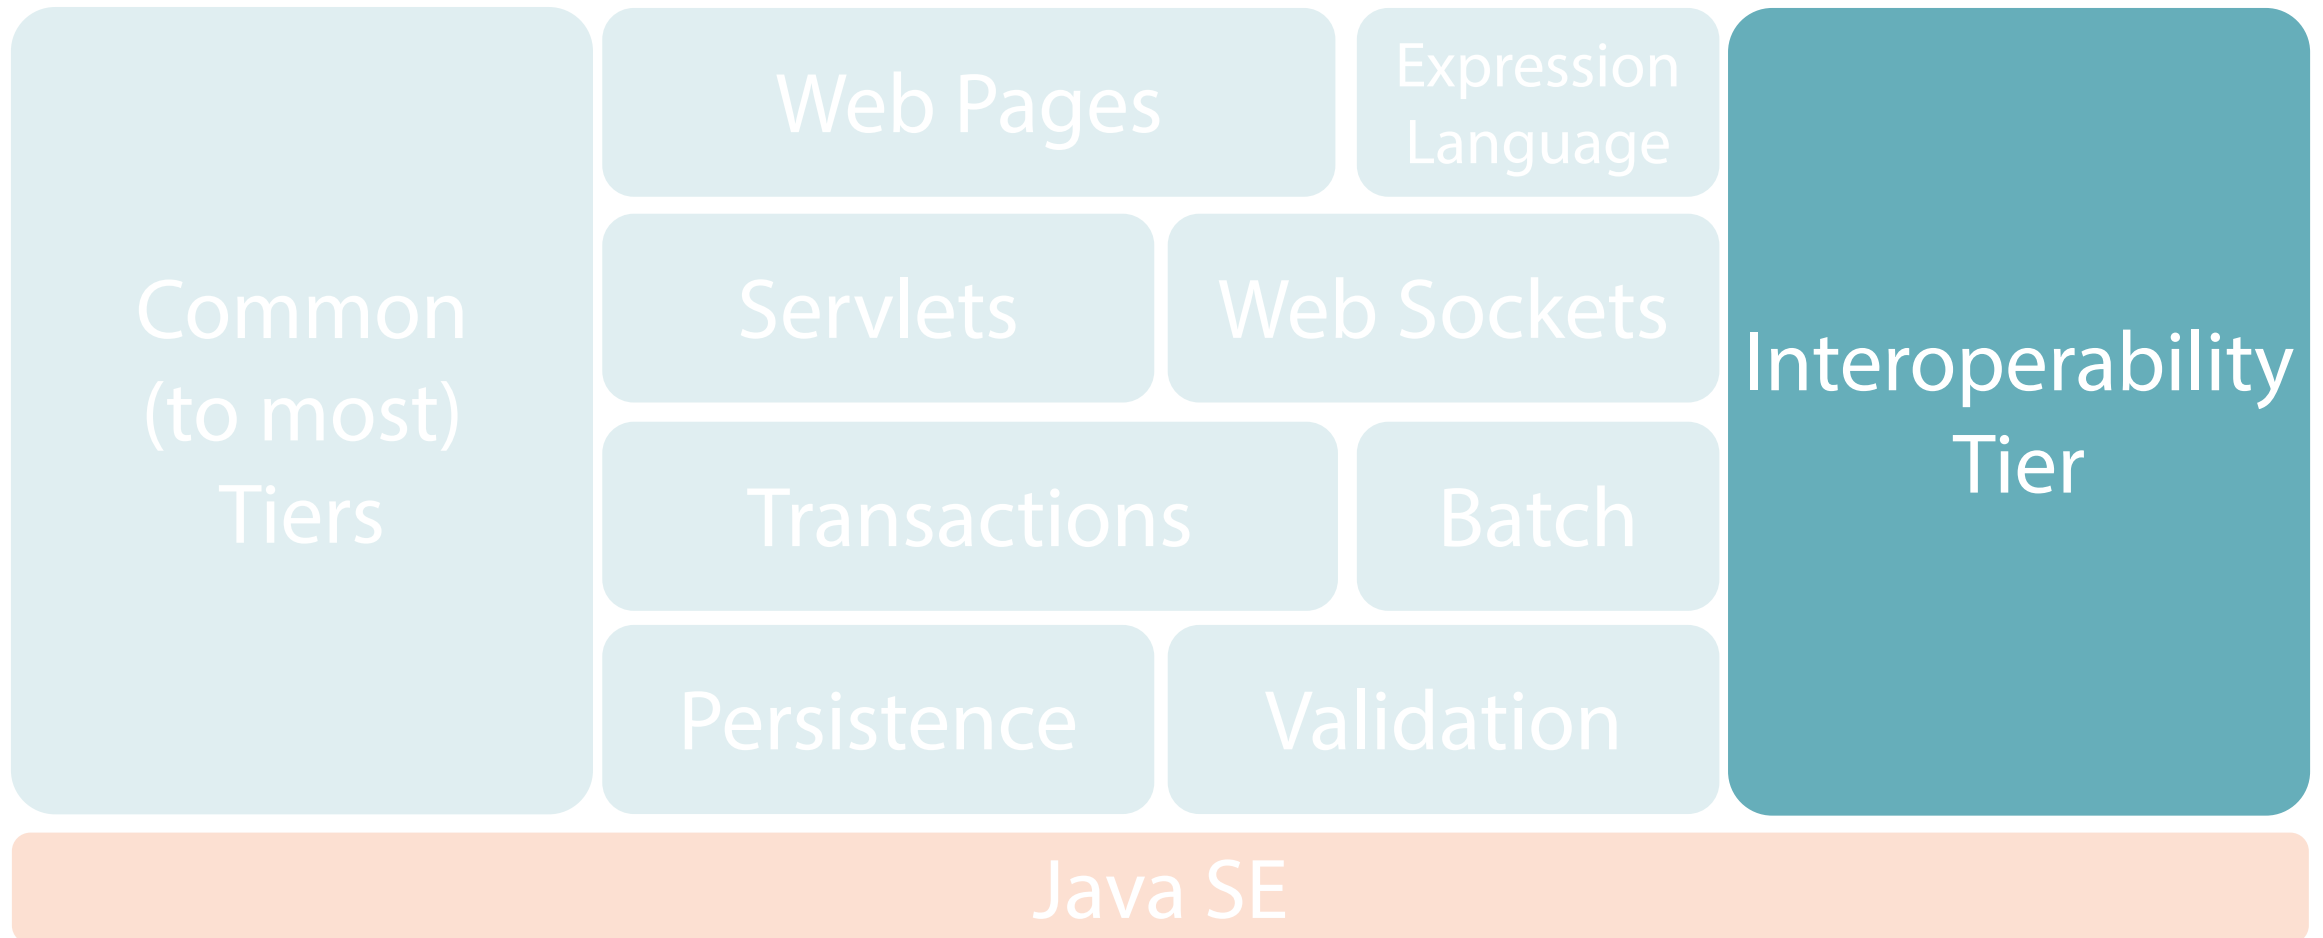 Web Pages
Expression
Language
Common
(to most)
Tiers
Servlets
Web Sockets
Interoperability
Tier
Transactions
Batch
Persistence
Validation
Java SE